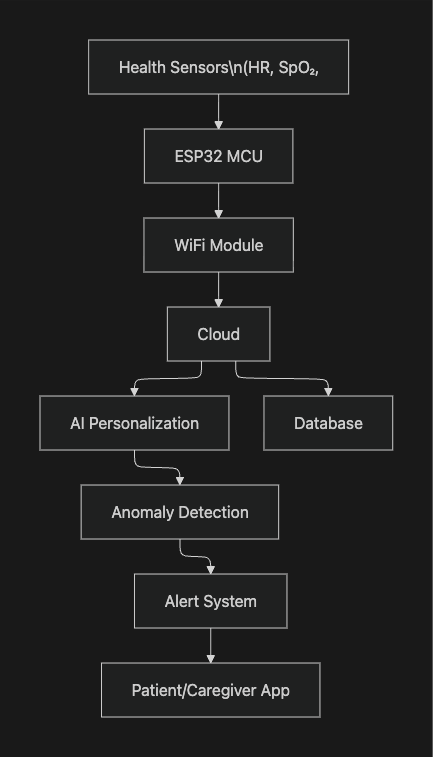 Health Sensors\n(HR, SpO₂,
ESP32 MCU
WiFi Module
Cloud
AI Personalization
Database
Anomaly Detection
Alert System
Patient/Caregiver App